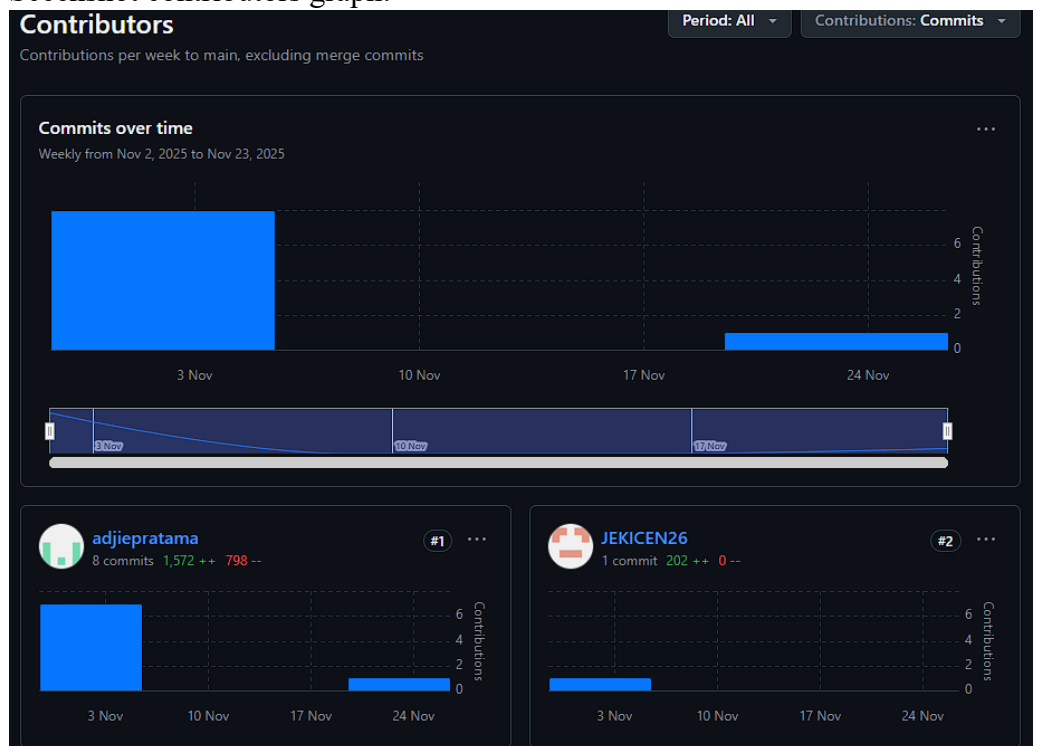 Contributors
Period: All
Contributions: Commits
Contributions per week to main, excluding merge commits
Commits over time
Weekly from Nov 2, 2025 to Nov 23, 2025
6
4
2
0
Contributions
3 Nov 10 Nov 17 Nov 24 Nov
3 Nov 10 Nov 17 Nov
adjiepratama
#1
8 commits 1,572 ++ 798 --
6
4
2
0
Contributions
3 Nov 10 Nov 17 Nov 24 Nov
JEKICEN26
#2
1 commit 202 ++ 0 --
6
4
2
0
Contributions
3 Nov 10 Nov 17 Nov 24 Nov